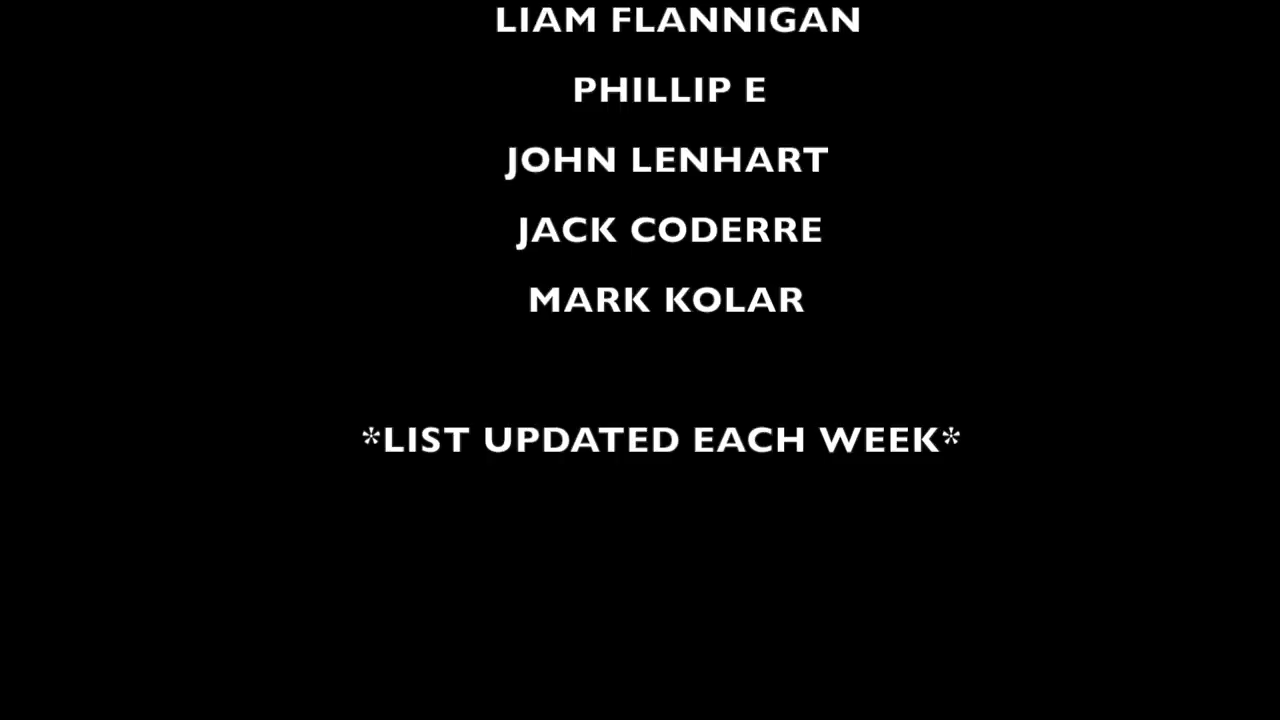 LIAM FLANNIGAN
PHILLIP E
JOHN LENHART
JACK CODERRE
MARK KOLAR
*LIST UPDATED EACH WEEK*